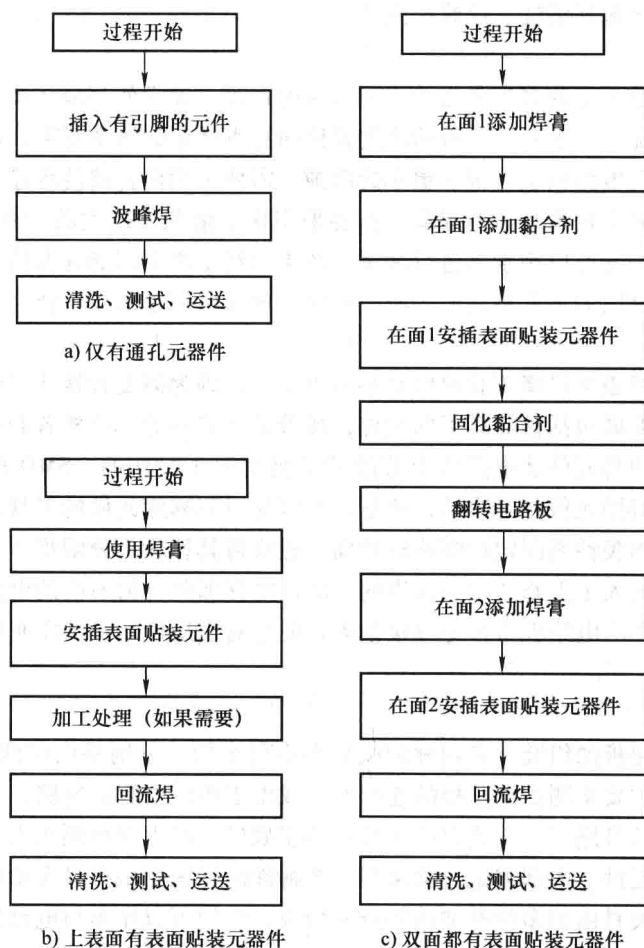 过程开始
插入有引脚的元件
波峰焊
清洗、测试、运送
a) 仅有通孔元器件
过程开始
使用焊膏
安插表面贴装元件
加工处理（如果需要）
回流焊
清洗、测试、运送
b) 上表面有表面贴装元器件
过程开始
在面1添加焊膏
在面1添加黏合剂
在面1安插表面贴装元器件
固化黏合剂
翻转电路板
在面2添加焊膏
在面2安插表面贴装元器件
回流焊
清洗、测试、运送
c) 双面都有表面贴装元器件